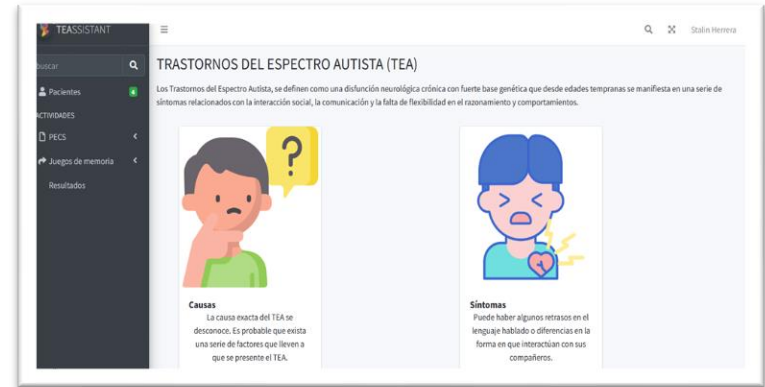 TEASSISTANT
Stalin Herrera
buscar
Pacientes 4
ACTIVIDADES
PECS
Juegos de memoria
Resultados
TRASTORNOS DEL ESPECTRO AUTISTA (TEA)
Los Trastornos del Espectro Autista, se definen como una disfunción neurológica crónica con fuerte base genética que desde edades tempranas se manifiesta en una serie de
síntomas relacionados con la interacción social, la comunicación y la falta de flexibilidad en el razonamiento y comportamientos.
?
Causas
La causa exacta del TEA se
desconoce. Es probable que exista
una serie de factores que lleven a
que se presente el TEA.
Síntomas
Puede haber algunos retrasos en el
lenguaje hablado o diferencias en la
forma en que interactúan con sus
compañeros.